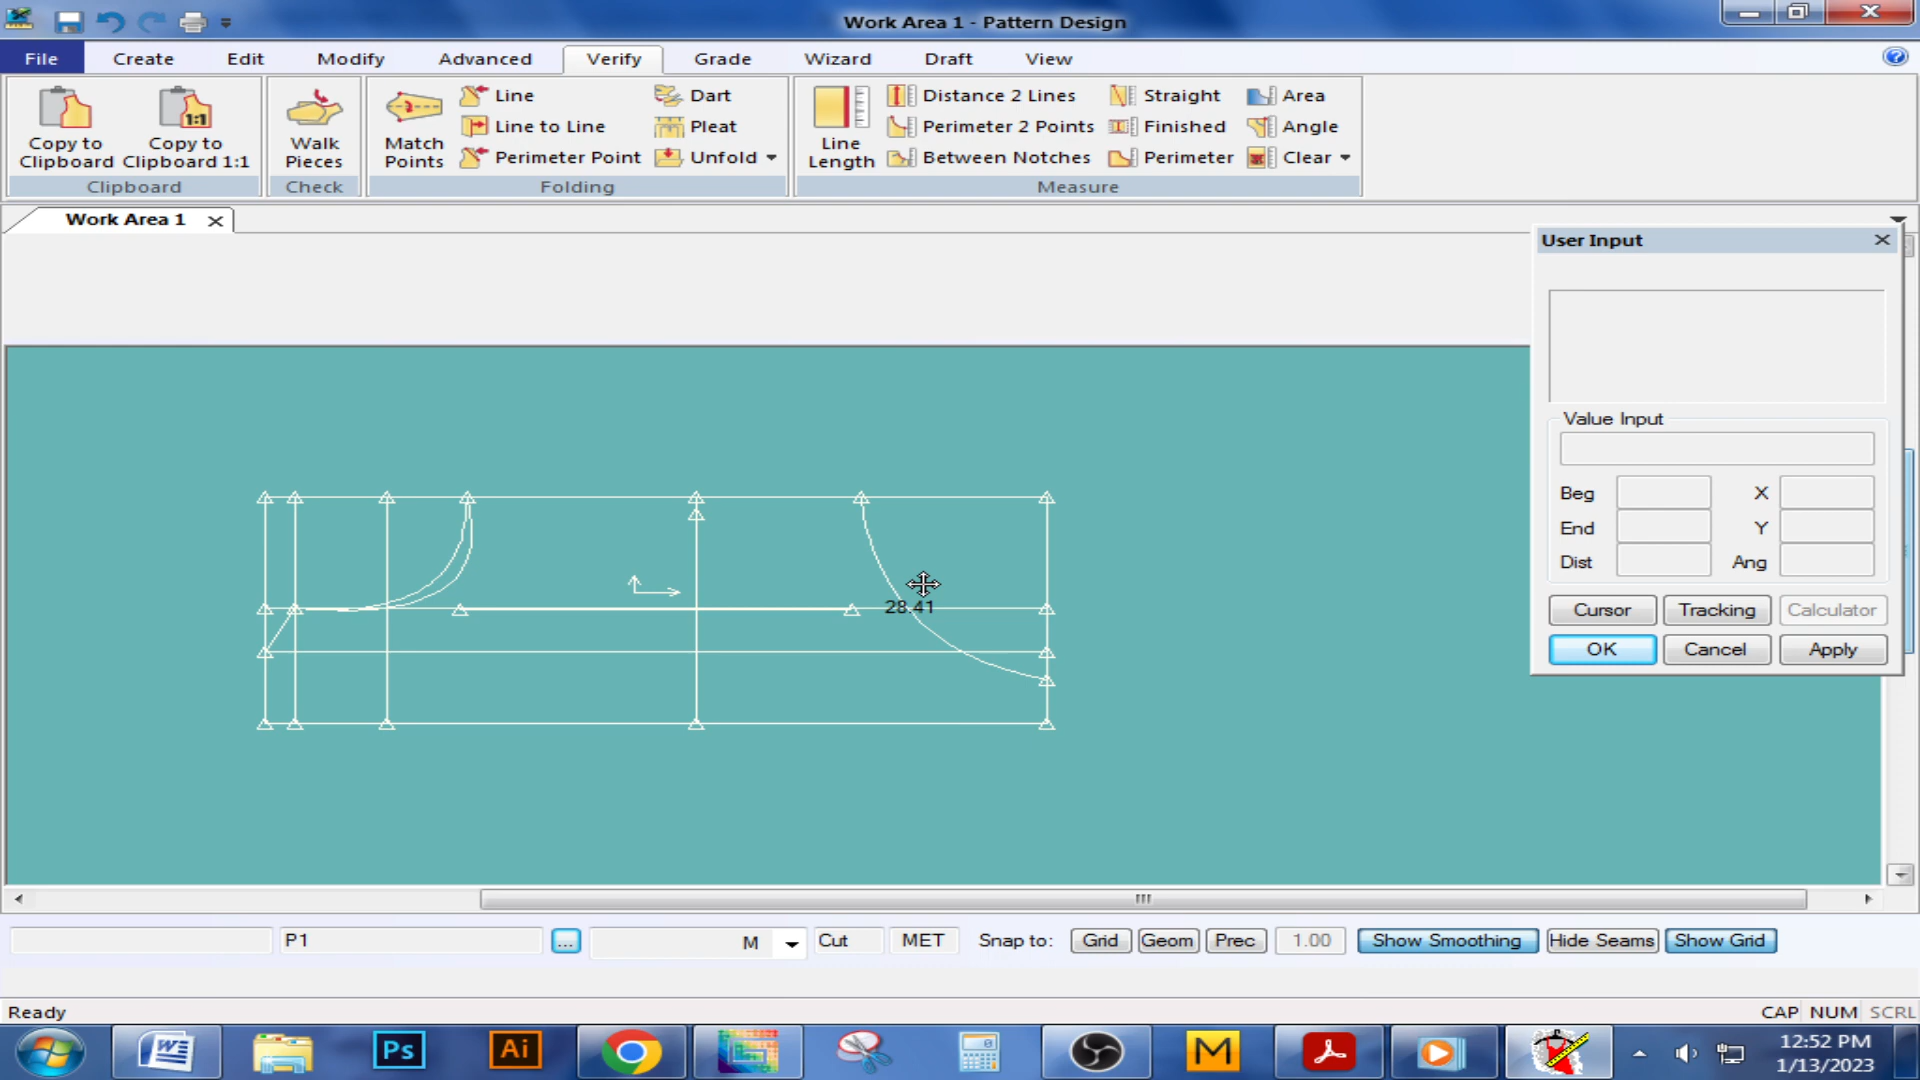 Work Area 1 - Pattern Design
File Create Edit Modify Advanced Verify Grade Wizard Draft View
Copy to Clipboard
Copy to Clipboard 1:1
Clipboard
Walk Pieces
Check
Match Points
Line
Line to Line
Perimeter Point
Dart
Pleat
Unfold
Folding
Line Length
Distance 2 Lines
Perimeter 2 Points
Between Notches
Straight
Finished
Perimeter
Area
Angle
Clear
Measure
Work Area 1
User Input
Value Input
Beg X
End Y
Dist Ang
Cursor Tracking Calculator
OK Cancel Apply
28.41
P1 ... M Cut MET Snap to: Grid Geom Prec 1.00 Show Smoothing Hide Seams Show Grid
Ready CAP NUM SCRL
Ps Ai M
12:52 PM
1/13/2023